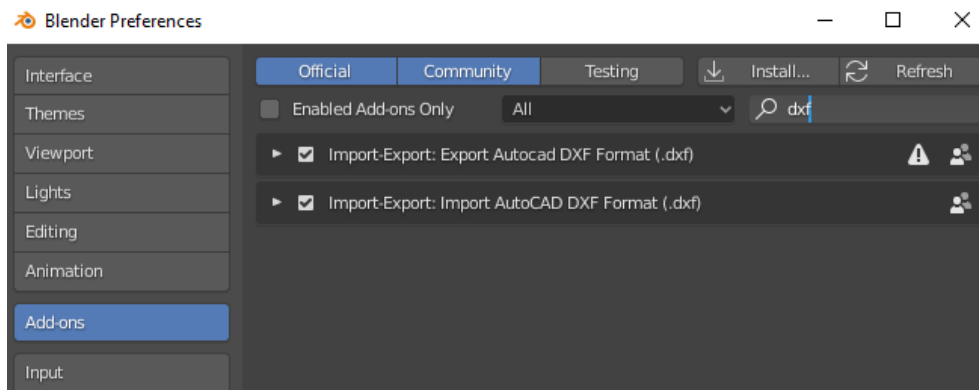 Blender Preferences
Interface
Themes
Viewport
Lights
Editing
Animation
Add-ons
Input
Official Community Testing Install... Refresh
Enabled Add-ons Only All dxf
Import-Export: Export Autocad DXF Format (.dxf)
Import-Export: Import AutoCAD DXF Format (.dxf)